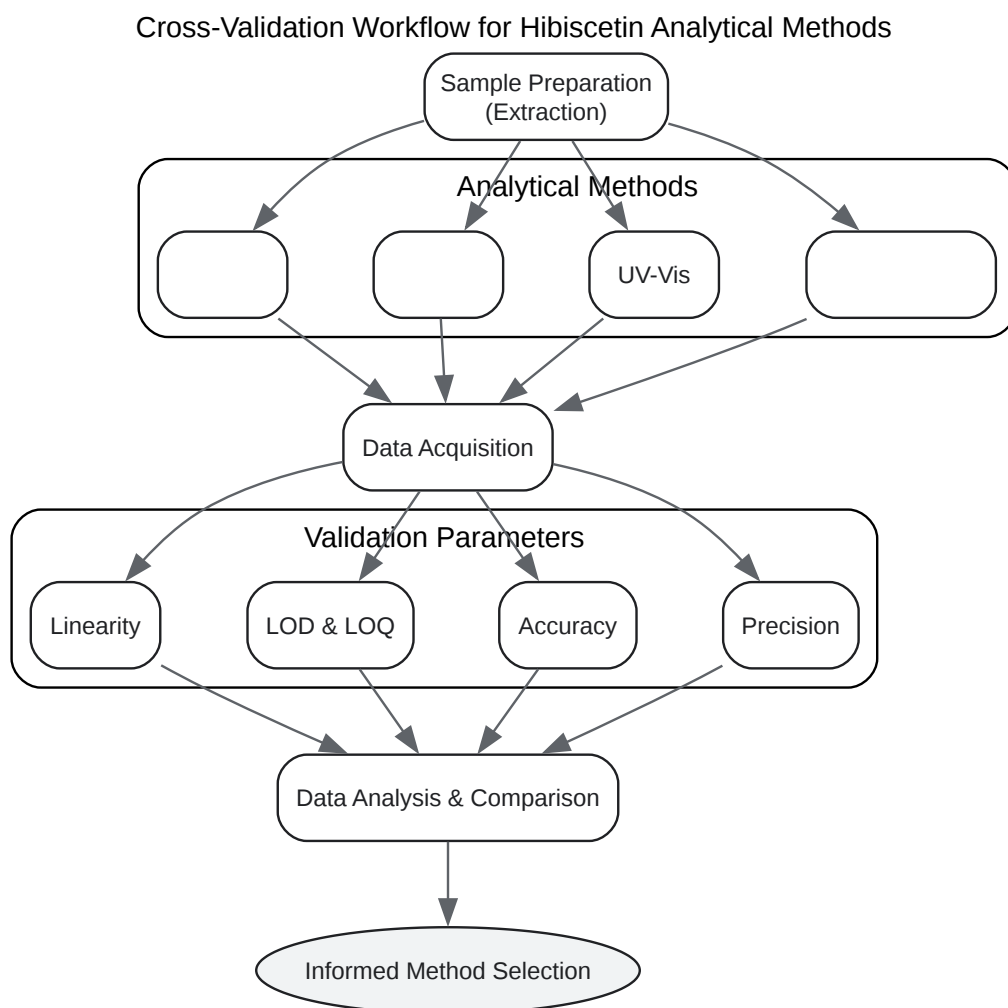 Cross-Validation Workflow for Hibiscetin Analytical Methods
Sample Preparation
(Extraction)
Analytical Methods
UV-Vis
Data Acquisition
Validation Parameters
Linearity
LOD & LOQ
Accuracy
Precision
Data Analysis & Comparison
Informed Method Selection